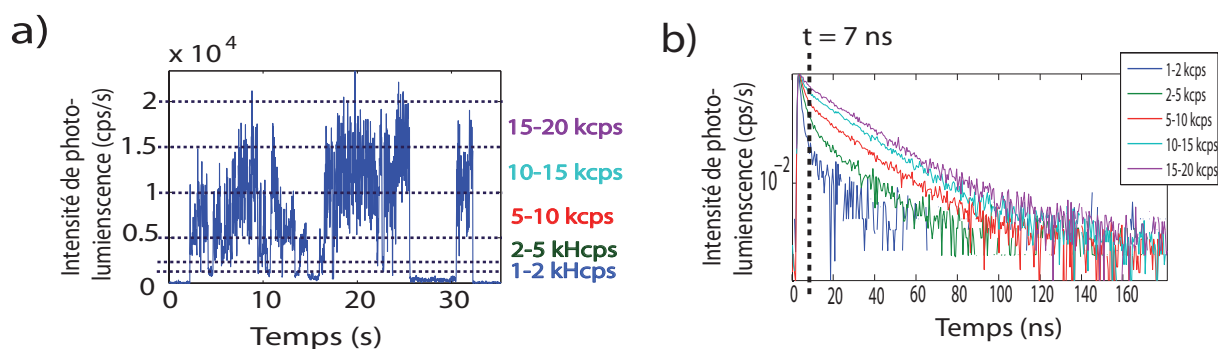 a)
x 10 4
Intensité de photo-
lumiescence (cps/s)
2
1.5
1
0.5
0
0 10 20 30
Temps (s)
15-20 kcps
10-15 kcps
5-10 kcps
2-5 kHcps
1-2 kHcps
b)
t = 7 ns
Intensité de photo-
lumiescence (cps/s)
10 -2
0 20 40 60 80 100 120 140 160
Temps (ns)
1-2 kcps
2-5 kcps
5-10 kcps
10-15 kcps
15-20 kcps